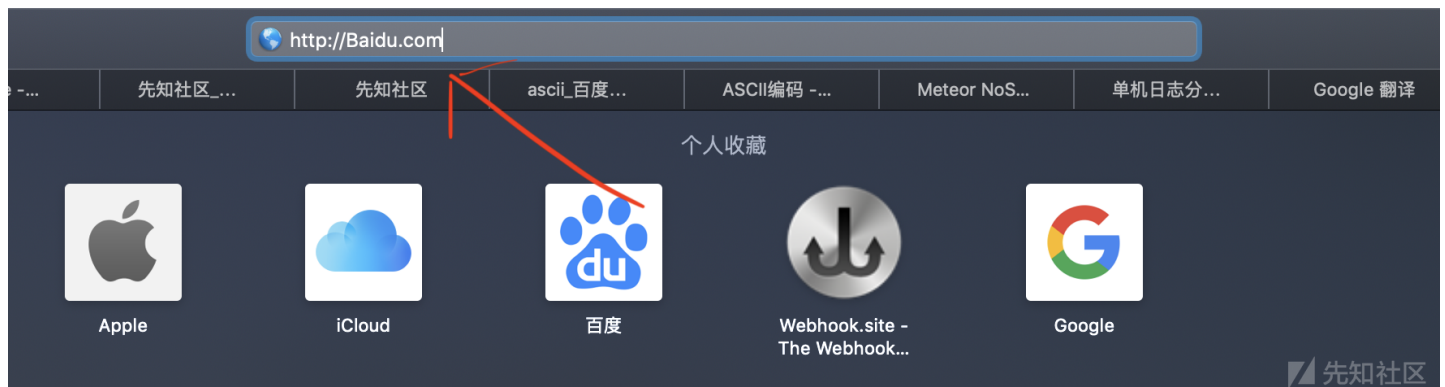 http://Baidu.com
e -...
先知社区_...
先知社区
ascii_百度...
ASCII编码 -...
Meteor NoS...
单机日志分...
Google 翻译
个人收藏
du
Apple
iCloud
百度
Webhook.site -
The Webhook...
Google
先知社区